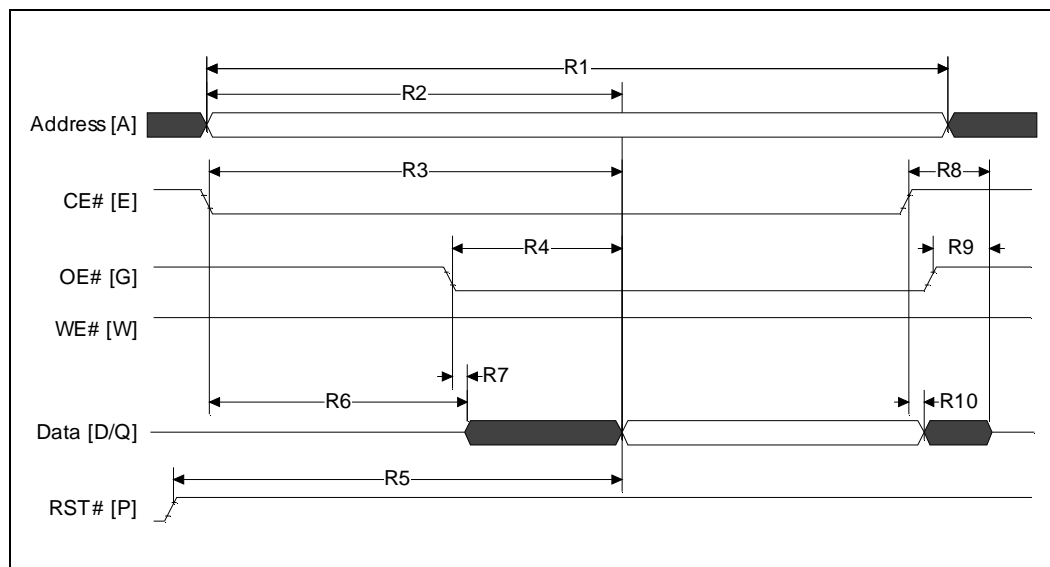 R1
R2
Address [A]
R3
R8
CE# [E]
R4
R9
OE# [G]
WE# [W]
R7
R6
R10
Data [D/Q]
R5
RST# [P]